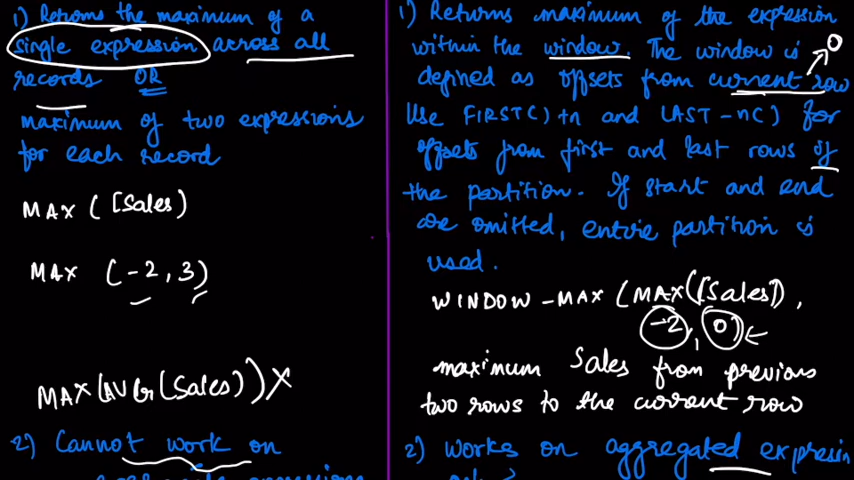 1) Returns the maximum of a
single expression across all
records OR
maximum of two expressions
for each record
MAX ([Sales)
MAX (-2, 3)
MAX(AVG(Sales)) X
2) Cannot work on
1) Returns maximum of the expression
within the window. The window is
defined as offsets from current row
0
Use FIRST()+n and LAST-n() for
offsets from first and last rows of
the partition. If start and end
are omitted, entire partition is
used.
WINDOW-MAX (MAX([Sales]),
-2, 0)
maximum Sales from previous
two rows to the current row
2) works on aggregated expresin